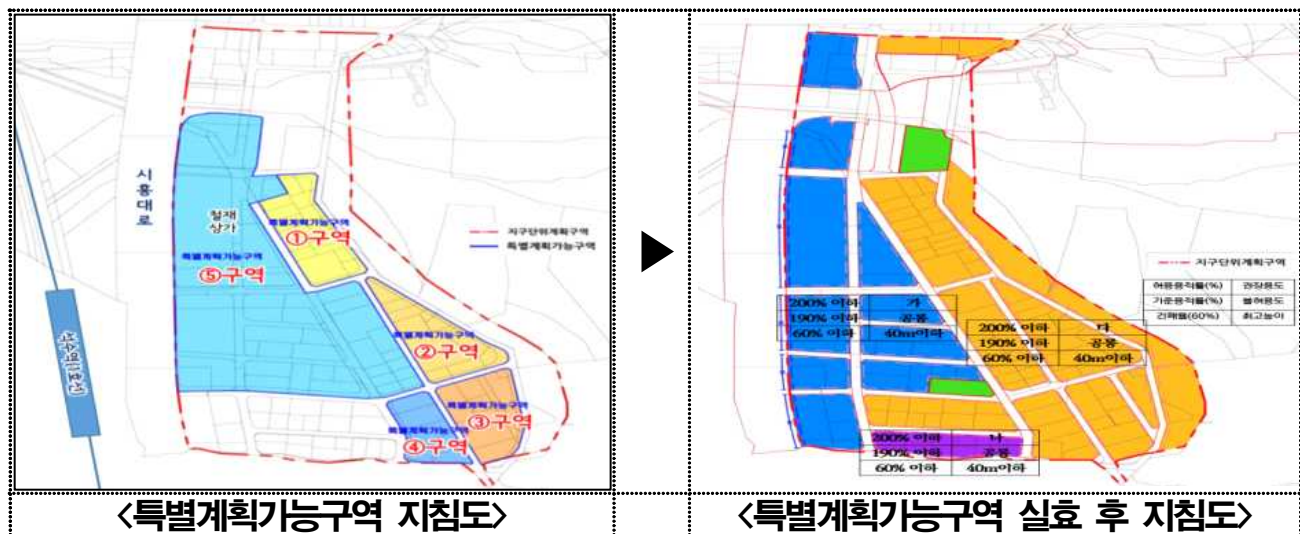 시흥대로
철재
상가
특별계획가능구역
①구역
특별계획가능구역
⑤구역
특별계획가능구역
②구역
특별계획가능구역
③구역
특별계획가능구역
④구역
석수역(1호선)
지구단위계획구역
특별계획가능구역
<특별계획가능구역 지침도>
▶
지구단위계획구역
허용용적률(%) 권장용도
기준용적률(%) 불허용도
건폐율(60%) 최고높이
200% 이하 가
190% 이하 공통
60% 이하 40m이하
200% 이하 다
190% 이하 공통
60% 이하 40m이하
200% 이하 나
190% 이하 공통
60% 이하 40m이하
<특별계획가능구역 실효 후 지침도>